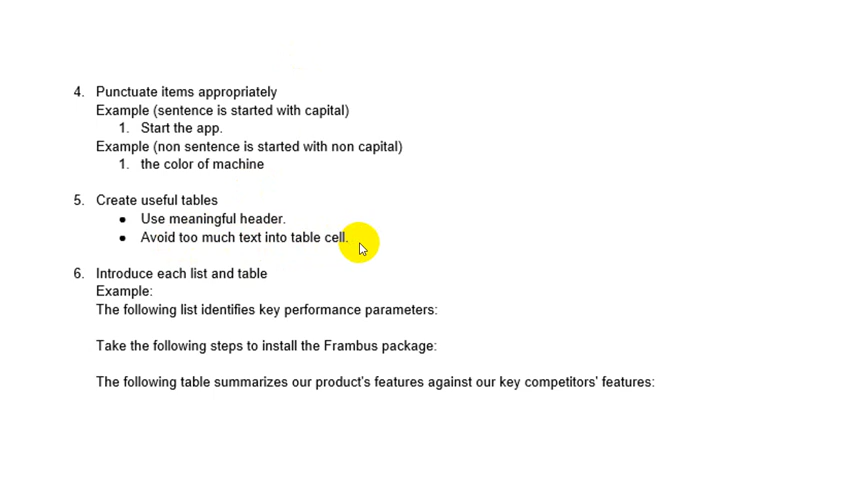 4. Punctuate items appropriately
Example (sentence is started with capital)
1. Start the app.
Example (non sentence is started with non capital)
1. the color of machine
5. Create useful tables
● Use meaningful header.
● Avoid too much text into table cell.
6. Introduce each list and table
Example:
The following list identifies key performance parameters:
Take the following steps to install the Frambus package:
The following table summarizes our product's features against our key competitors' features: